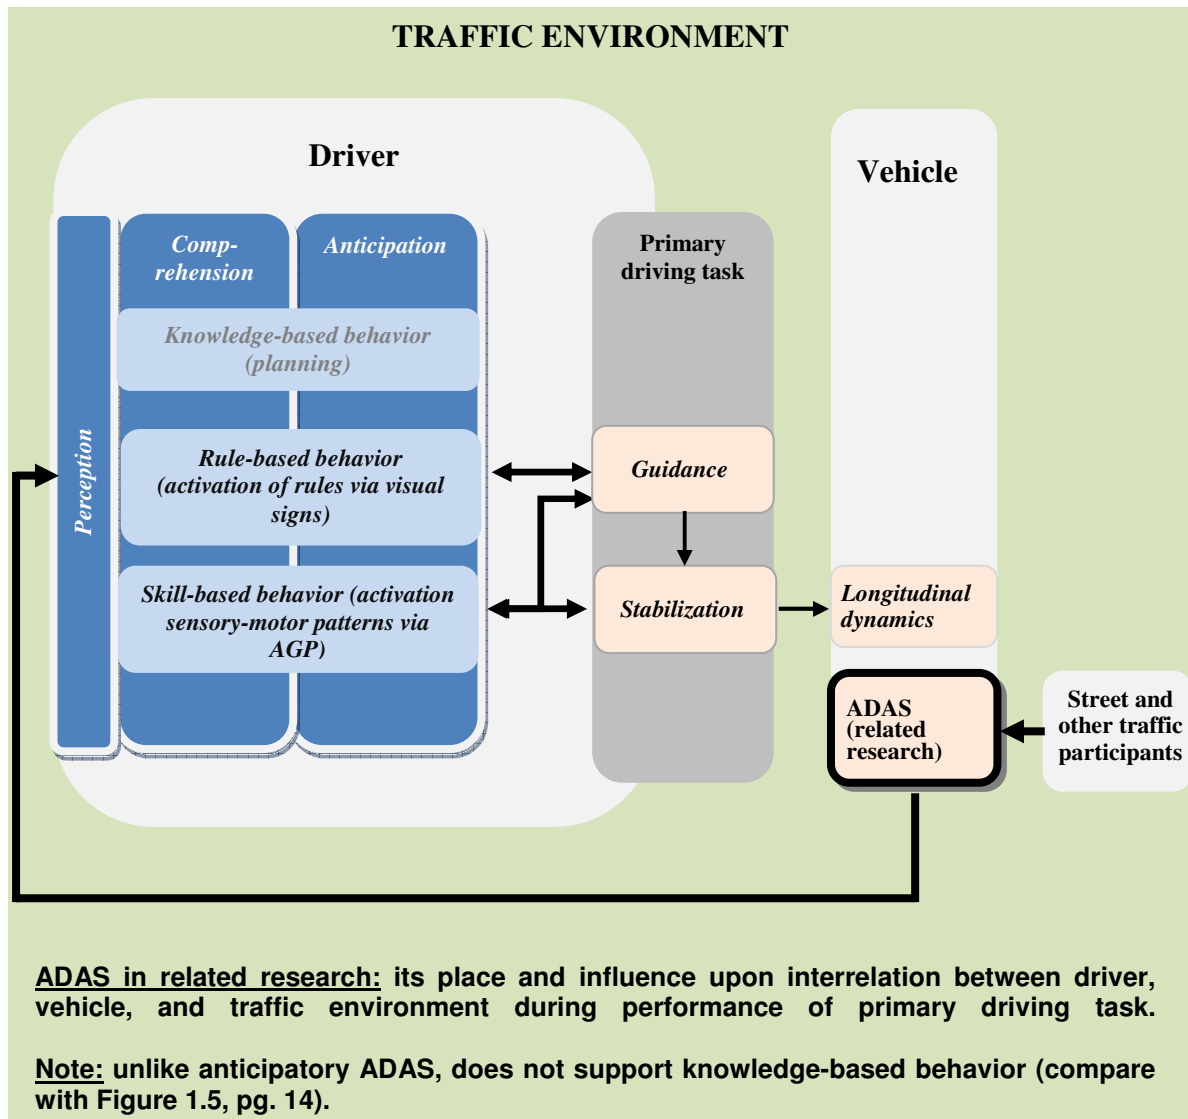 TRAFFIC ENVIRONMENT
Driver
Vehicle
Perception
Comp-
rehension
Anticipation
Primary
driving task
Knowledge-based behavior
(planning)
Rule-based behavior
(activation of rules via visual
signs)
Guidance
Skill-based behavior (activation
sensory-motor patterns via
AGP)
Stabilization
Longitudinal
dynamics
ADAS
(related
research)
Street and
other traffic
participants
ADAS in related research: its place and influence upon interrelation between driver,
vehicle, and traffic environment during performance of primary driving task.
Note: unlike anticipatory ADAS, does not support knowledge-based behavior (compare
with Figure 1.5, pg. 14).